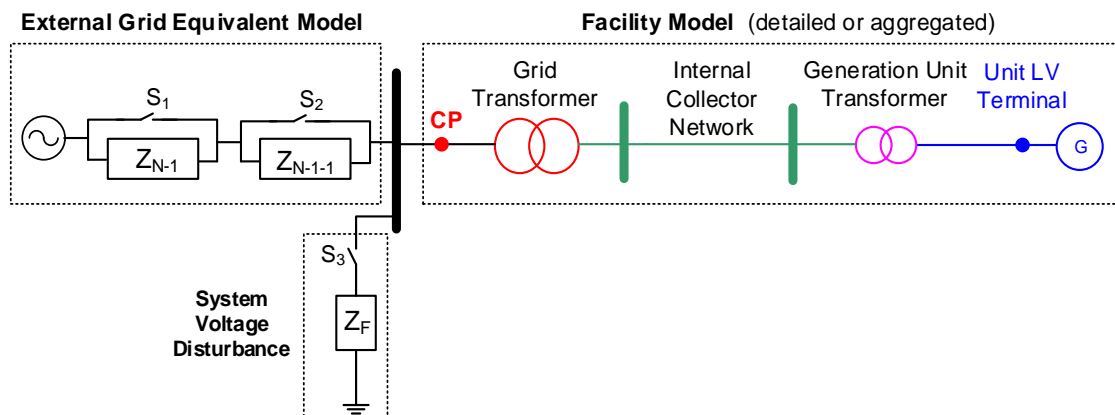 External Grid Equivalent Model
Facility Model (detailed or aggregated)
S1
S2
ZN-1
ZN-1-1
CP
Grid
Transformer
Internal
Collector
Network
Generation Unit
Transformer
Unit LV
Terminal
G
S3
ZF
System
Voltage
Disturbance